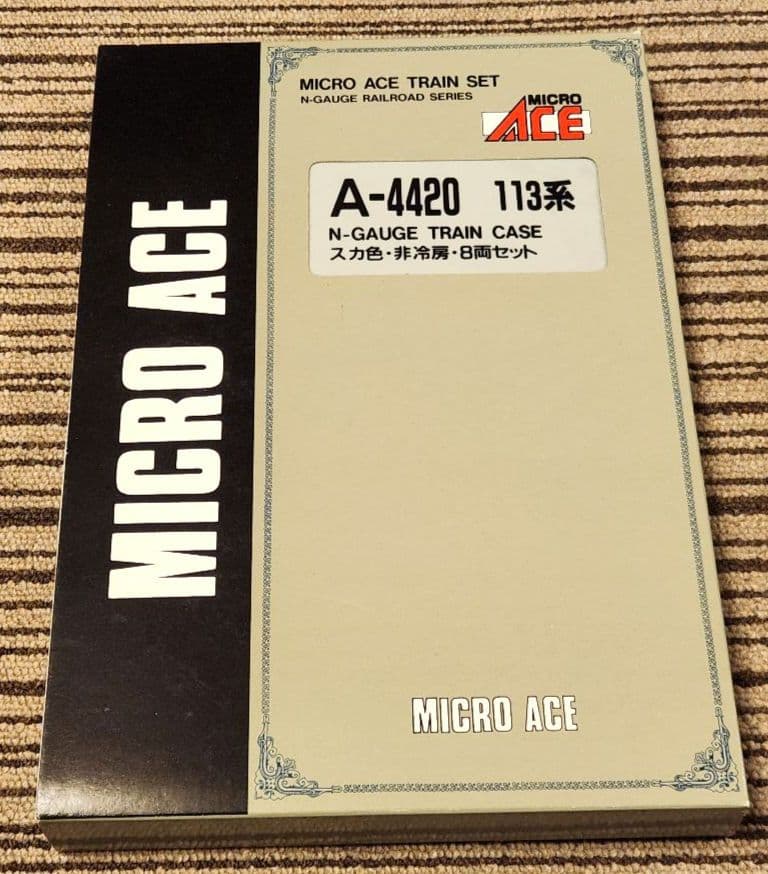 MICRO ACE
MICRO ACE TRAIN SET
N-GAUGE RAILROAD SERIES
MICRO
ACE
A-4420 113系
N-GAUGE TRAIN CASE
スカ色・非冷房・8両セット
MICRO ACE